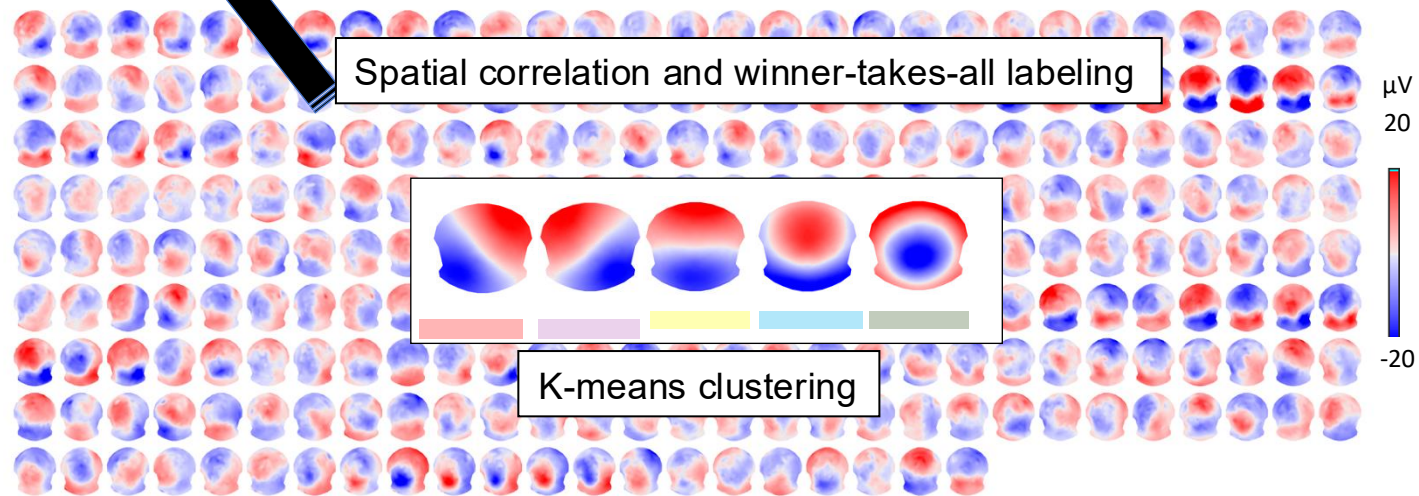 Spatial correlation and winner-takes-all labeling
µV
20
-20
K-means clustering